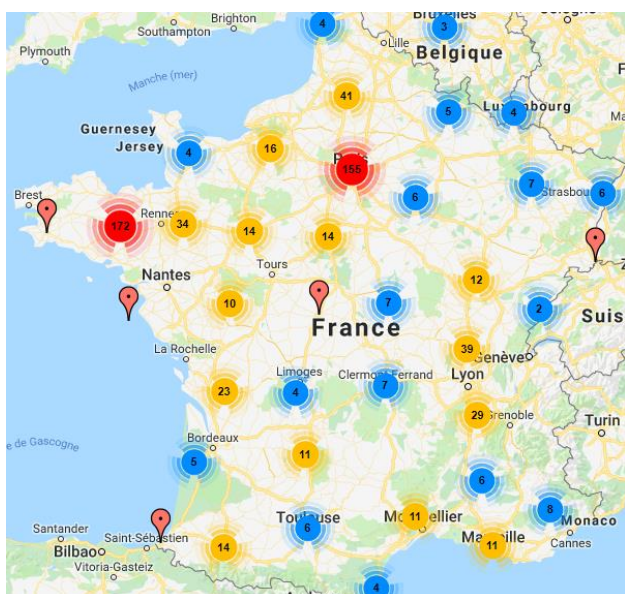 Bruxelles
Southampton
Brighton
4
3
Plymouth
Lille
Belgique
Manche (mer)
41
5
4
Luxembourg
Guernesey
Jersey
4
16
155
Brest
6
7
Strasbou
6
172
Rennes
34
14
14
Tours
12
Nantes
10
7
2
France
Suis
La Rochelle
39
Genève
Limoges
Clermont-Ferrand
Lyon
23
4
7
29
Grenoble
Turin
e de Gascogne
Bordeaux
11
5
6
8
Monaco
Toulouse
Montpellier
Marseille
Cannes
Santander
Saint-Sébastien
14
6
11
11
Bilbao
Vitoria-Gasteiz
4